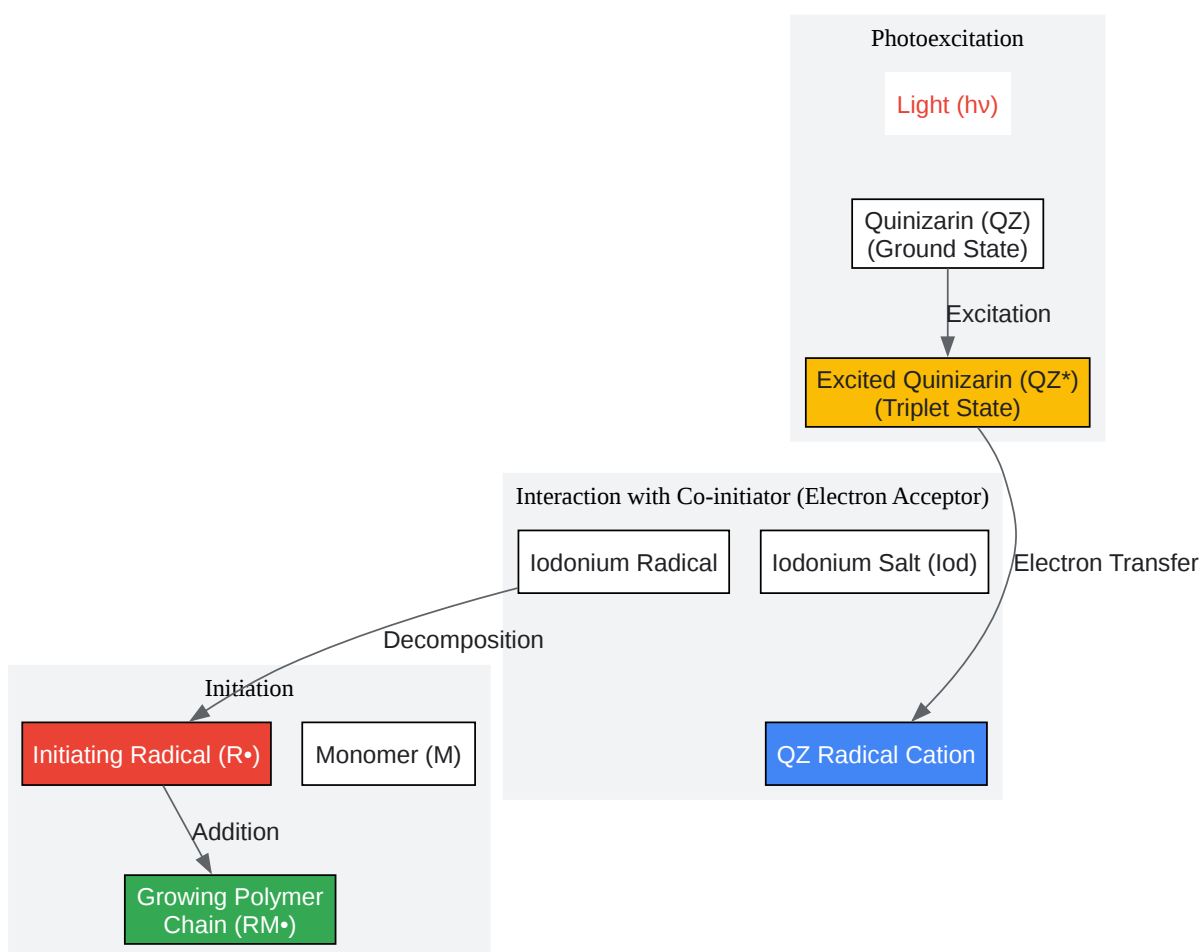 Photoexcitation
Light (hν)
Quinizarin (QZ)
(Ground State)
Excitation
Excited Quinizarin (QZ*)
(Triplet State)
Interaction with Co-initiator (Electron Acceptor)
Iodonium Radical
Iodonium Salt (Iod)
Electron Transfer
Decomposition
Initiation
Initiating Radical (R•)
Monomer (M)
QZ Radical Cation
Addition
Growing Polymer
Chain (RM•)